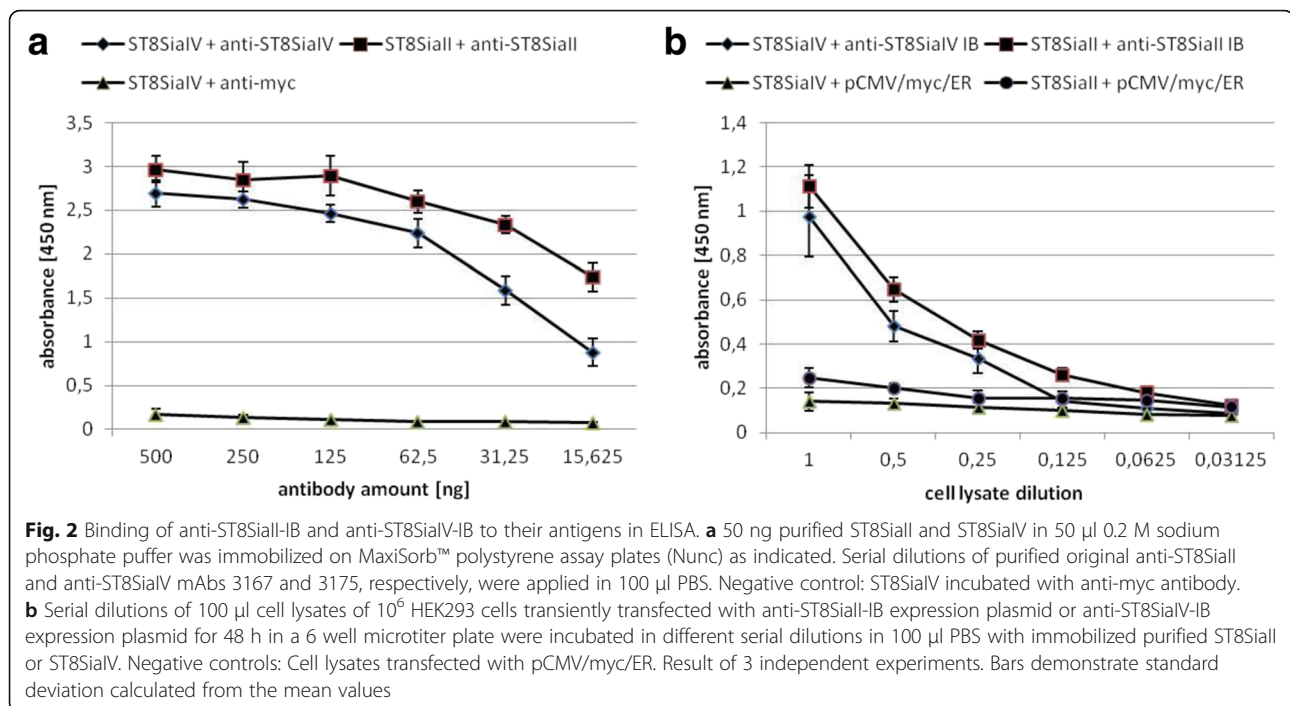 a
ST8SiaIV + anti-ST8SiaIV
ST8SiaII + anti-ST8SiaII
ST8SiaIV + anti-myc
absorbance [450 nm]
3,5
3
2,5
2
1,5
1
0,5
0
500 250 125 62,5 31,25 15,625
antibody amount [ng]
b
ST8SiaIV + anti-ST8SiaIV IB
ST8SiaII + anti-ST8SiaII IB
ST8SiaIV + pCMV/myc/ER
ST8SiaII + pCMV/myc/ER
absorbance [450 nm]
1,4
1,2
1
0,8
0,6
0,4
0,2
0
1 0,5 0,25 0,125 0,0625 0,03125
cell lysate dilution
Fig. 2 Binding of anti-ST8SiaII-IB and anti-ST8SiaIV-IB to their antigens in ELISA. a 50 ng purified ST8SiaII and ST8SiaIV in 50 μl 0.2 M sodium
phosphate puffer was immobilized on MaxiSorb™ polystyrene assay plates (Nunc) as indicated. Serial dilutions of purified original anti-ST8SiaII
and anti-ST8SiaIV mAbs 3167 and 3175, respectively, were applied in 100 μl PBS. Negative control: ST8SiaIV incubated with anti-myc antibody.
b Serial dilutions of 100 μl cell lysates of 10⁶ HEK293 cells transiently transfected with anti-ST8SiaII-IB expression plasmid or anti-ST8SiaIV-IB
expression plasmid for 48 h in a 6 well microtiter plate were incubated in different serial dilutions in 100 μl PBS with immobilized purified ST8SiaII
or ST8SiaIV. Negative controls: Cell lysates transfected with pCMV/myc/ER. Result of 3 independent experiments. Bars demonstrate standard
deviation calculated from the mean values